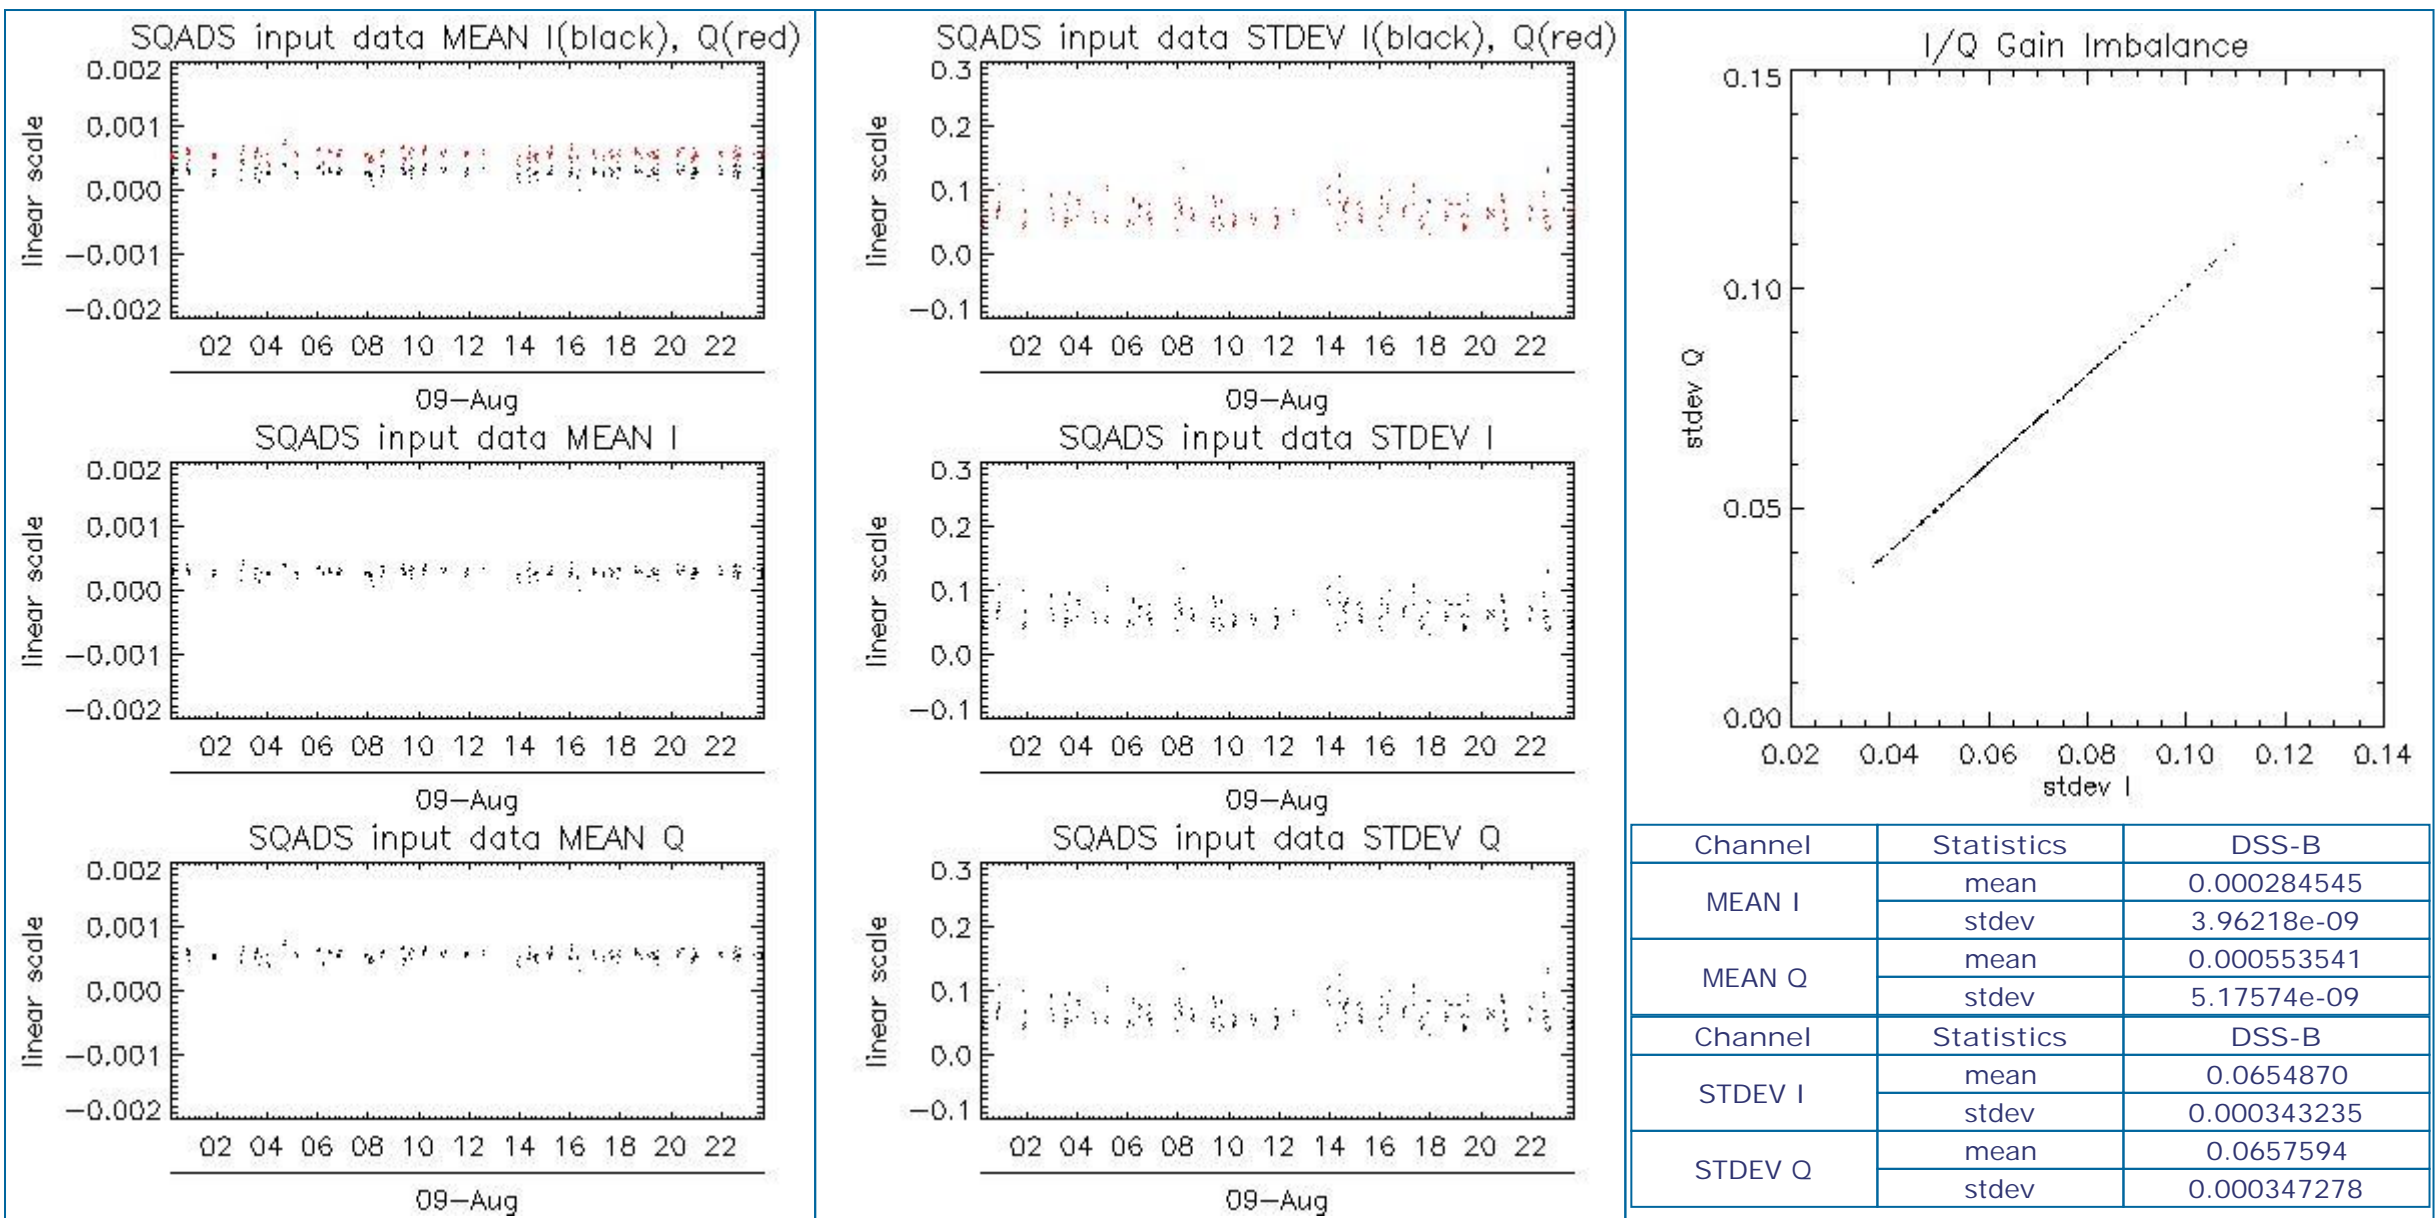 SQADS input data MEAN I(black), Q(red)
linear scale
0.002
0.001
0.000
−0.001
−0.002
02 04 06 08 10 12 14 16 18 20 22
09−Aug
SQADS input data MEAN I
linear scale
0.002
0.001
0.000
−0.001
−0.002
02 04 06 08 10 12 14 16 18 20 22
09−Aug
SQADS input data MEAN Q
linear scale
0.002
0.001
0.000
−0.001
−0.002
02 04 06 08 10 12 14 16 18 20 22
09−Aug
SQADS input data STDEV I(black), Q(red)
linear scale
0.3
0.2
0.1
0.0
−0.1
02 04 06 08 10 12 14 16 18 20 22
09−Aug
SQADS input data STDEV I
linear scale
0.3
0.2
0.1
0.0
−0.1
02 04 06 08 10 12 14 16 18 20 22
09−Aug
SQADS input data STDEV Q
linear scale
0.3
0.2
0.1
0.0
−0.1
02 04 06 08 10 12 14 16 18 20 22
09−Aug
I/Q Gain Imbalance
stdev Q
0.15
0.10
0.05
0.00
0.02 0.04 0.06 0.08 0.10 0.12 0.14
stdev I
Channel Statistics DSS-B
MEAN I mean 0.000284545
stdev 3.96218e-09
MEAN Q mean 0.000553541
stdev 5.17574e-09
Channel Statistics DSS-B
STDEV I mean 0.0654870
stdev 0.000343235
STDEV Q mean 0.0657594
stdev 0.000347278